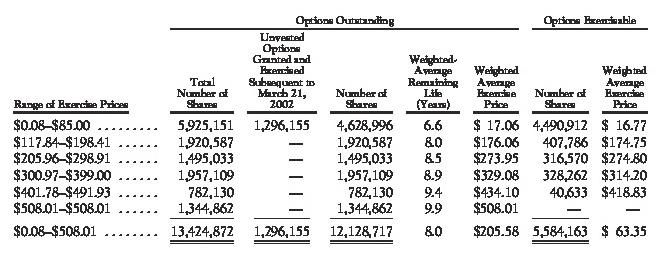 Options Outstanding Options Exercisable
Unvested
Options
Granted and Weighted-
Exercised Average Weighted Weighted
Subsequent to Remaining Average Average
Total March 21, Number of Life Exercise Number of Exercise
Range of Exercise Prices Number of Shares 2002 Shares (Years) Price Shares Price
$0.08–$85.00 ......... 5,925,151 1,296,155 4,628,996 6.6 $ 17.06 4,490,912 $ 16.77
$117.84–$198.41 ...... 1,920,587 — 1,920,587 8.0 $176.06 407,786 $174.75
$205.96–$298.91 ...... 1,495,033 — 1,495,033 8.5 $273.95 316,570 $274.80
$300.97–$399.00 ...... 1,957,109 — 1,957,109 8.9 $329.08 328,262 $314.20
$401.78–$491.93 ...... 782,130 — 782,130 9.4 $434.10 40,633 $418.83
$508.01–$508.01 ...... 1,344,862 — 1,344,862 9.9 $508.01 — —
$0.08–$508.01 ........ 13,424,872 1,296,155 12,128,717 8.0 $205.58 5,584,163 $ 63.35